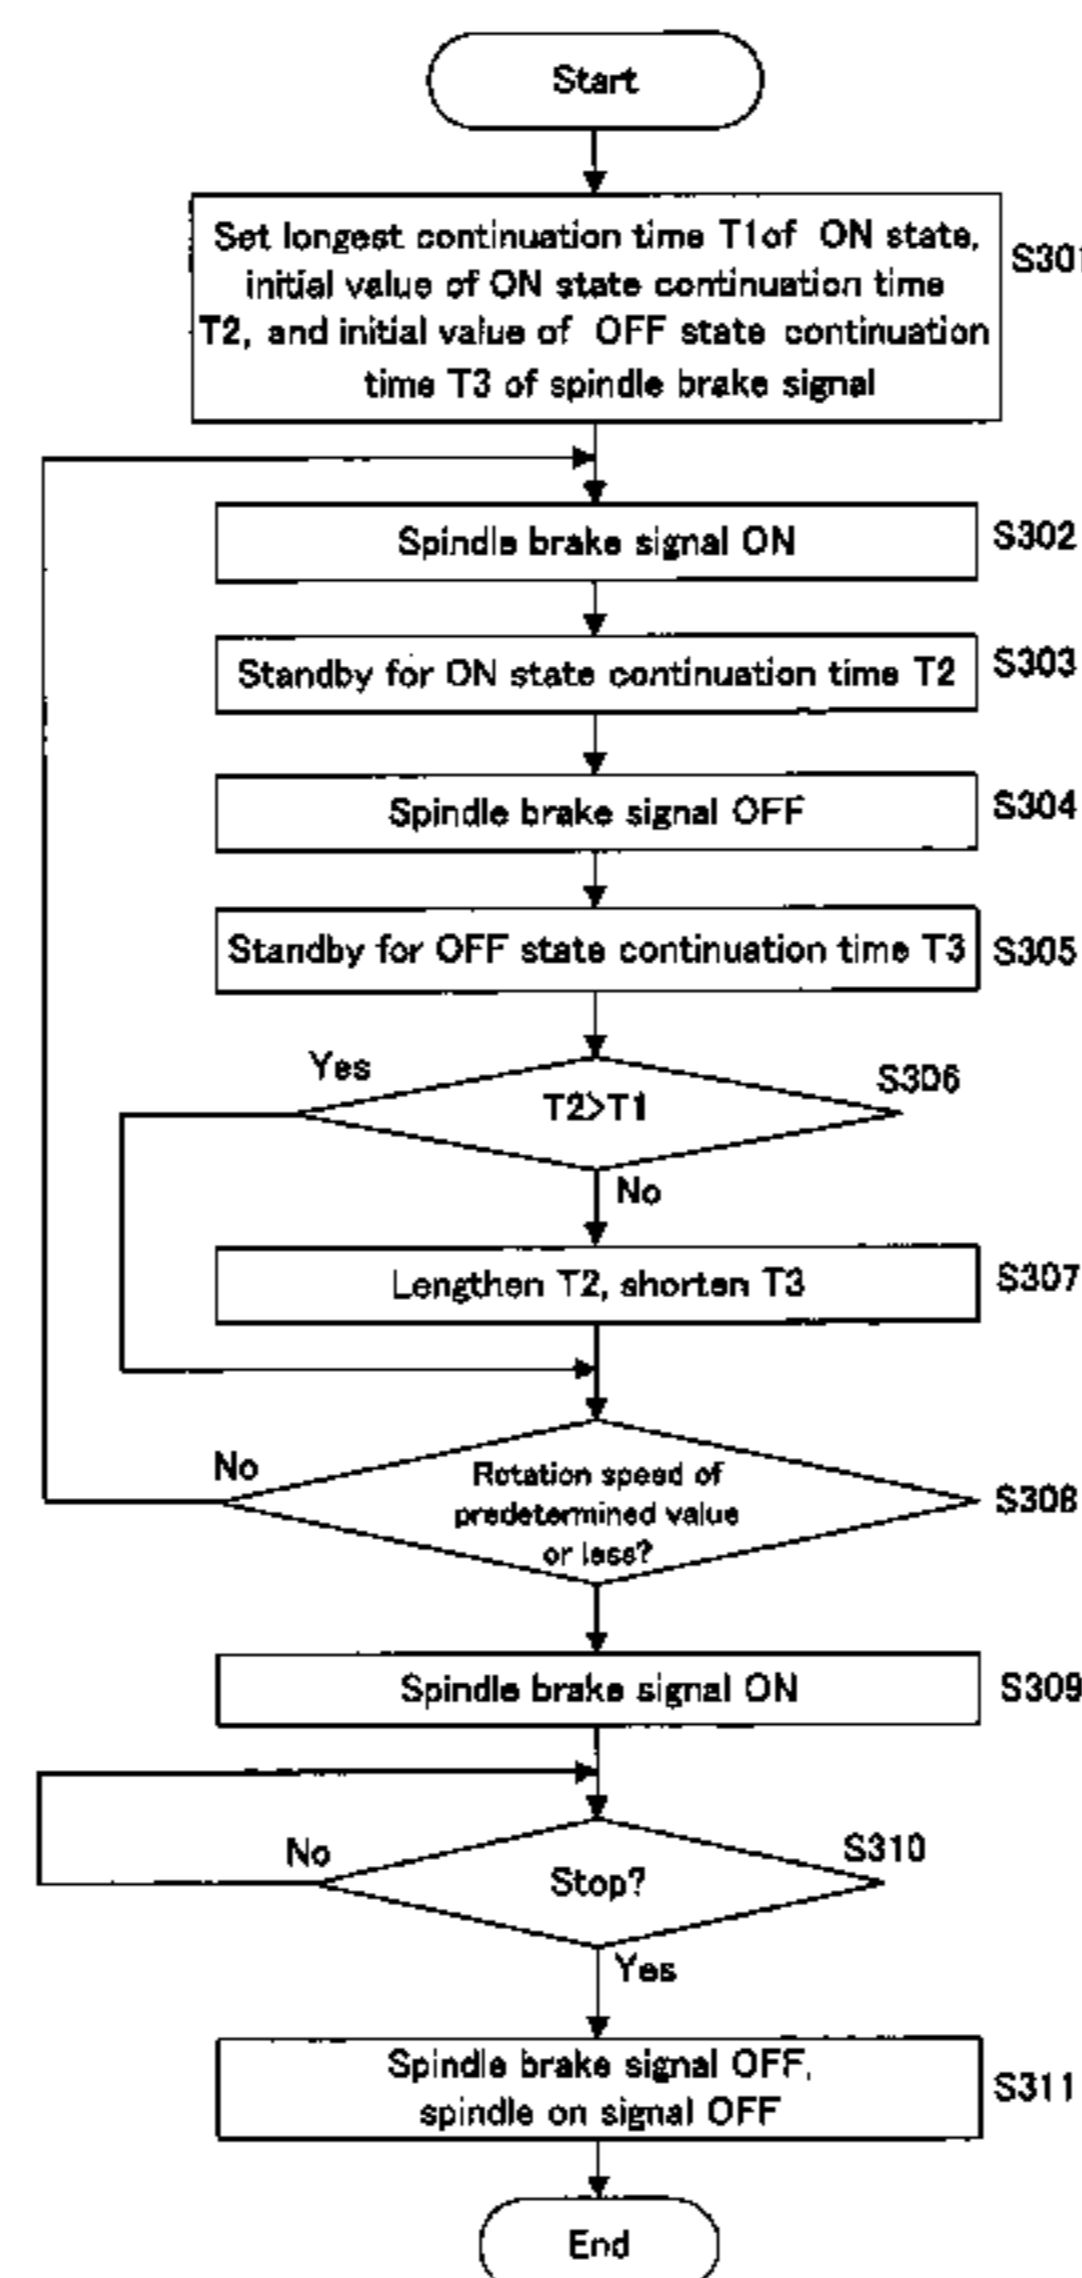 Start
Set longest continuation time T1of ON state,
initial value of ON state continuation time
T2, and initial value of OFF state continuation
time T3 of spindle brake signal
S301
Spindle brake signal ON
S302
Standby for ON state continuation time T2
S303
Spindle brake signal OFF
S304
Standby for OFF state continuation time T3
S305
Yes
T2>T1
S306
No
Lengthen T2, shorten T3
S307
No
Rotation speed of
predetermined value
or less?
S308
Spindle brake signal ON
S309
No
Stop?
S310
Yes
Spindle brake signal OFF,
spindle on signal OFF
S311
End